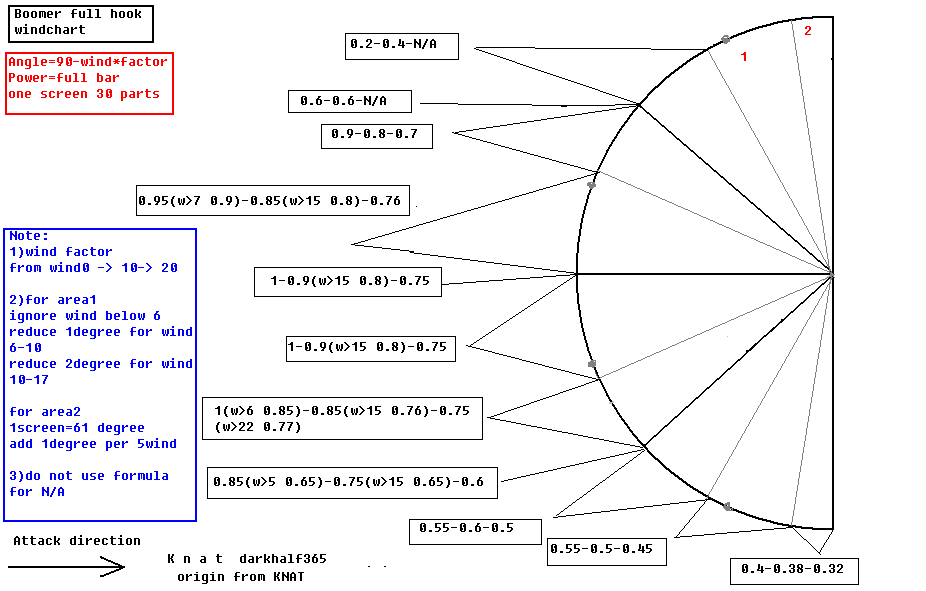 Boomer full hook
windchart
Angle=90-wind*factor
Power=full bar
one screen 30 parts
0.2-0.4-N/A
0.6-0.6-N/A
0.9-0.8-0.7
0.95(w>7 0.9)-0.85(w>15 0.8)-0.76
1-0.9(w>15 0.8)-0.75
1-0.9(w>15 0.8)-0.75
1(w>6 0.85)-0.85(w>15 0.76)-0.75
(w>22 0.77)
0.85(w>5 0.65)-0.75(w>15 0.65)-0.6
0.55-0.6-0.5
0.55-0.5-0.45
0.4-0.38-0.32
1
2
Note:
1)wind factor
from wind0 -> 10-> 20
2)for area1
ignore wind below 6
reduce 1degree for wind
6-10
reduce 2degree for wind
10-17
for area2
1screen=61 degree
add 1degree per 5wind
3)do not use formula
for N/A
Attack direction
K n a t darkhalf365
origin from KNAT